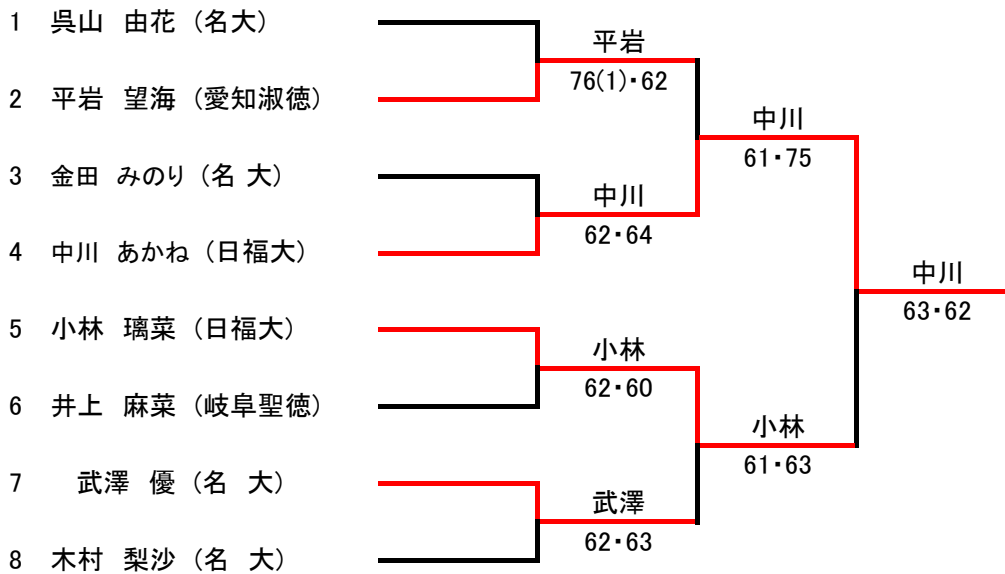 1 呉山 由花 (名大)
平岩
76(1)・62
2 平岩 望海 (愛知淑徳)
中川
61・75
3 金田 みのり (名 大)
中川
62・64
4 中川 あかね (日福大)
中川
63・62
5 小林 璃菜 (日福大)
小林
62・60
6 井上 麻菜 (岐阜聖徳)
小林
61・63
7 武澤 優 (名 大)
武澤
62・63
8 木村 梨沙 (名 大)